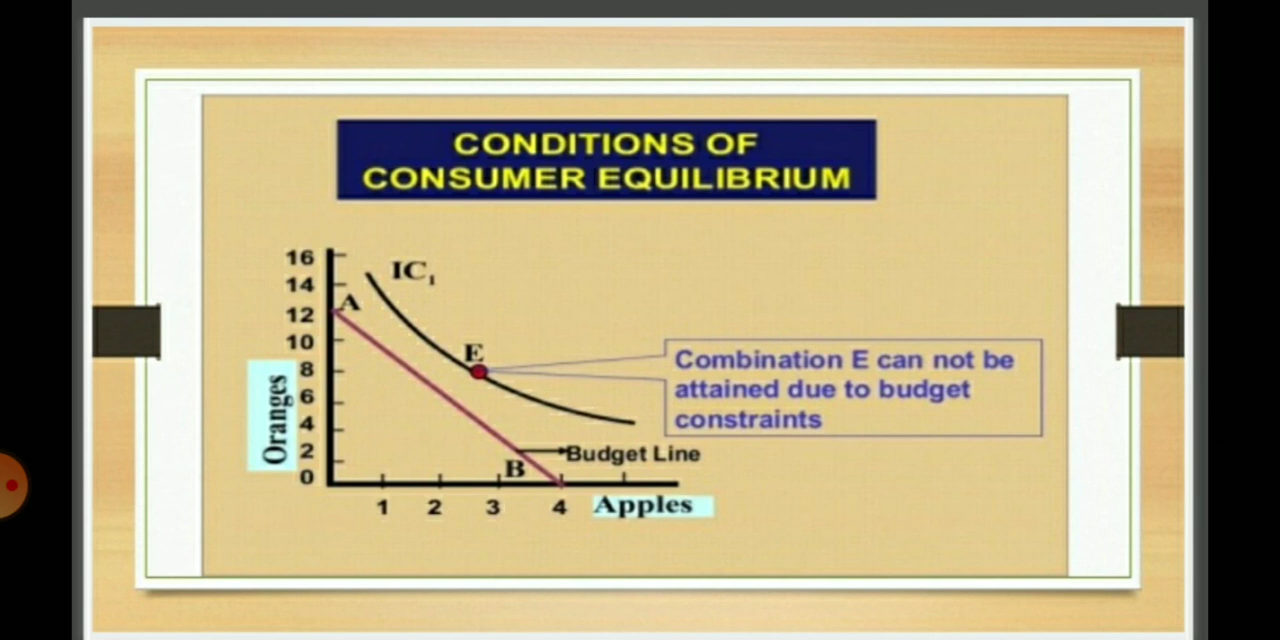 CONDITIONS OF
CONSUMER EQUILIBRIUM
16
IC₁
14
A
12
10
E
8
6
4
2
0
Oranges
Combination E can not be
attained due to budget
constraints
Budget Line
B
1 2 3 4 Apples